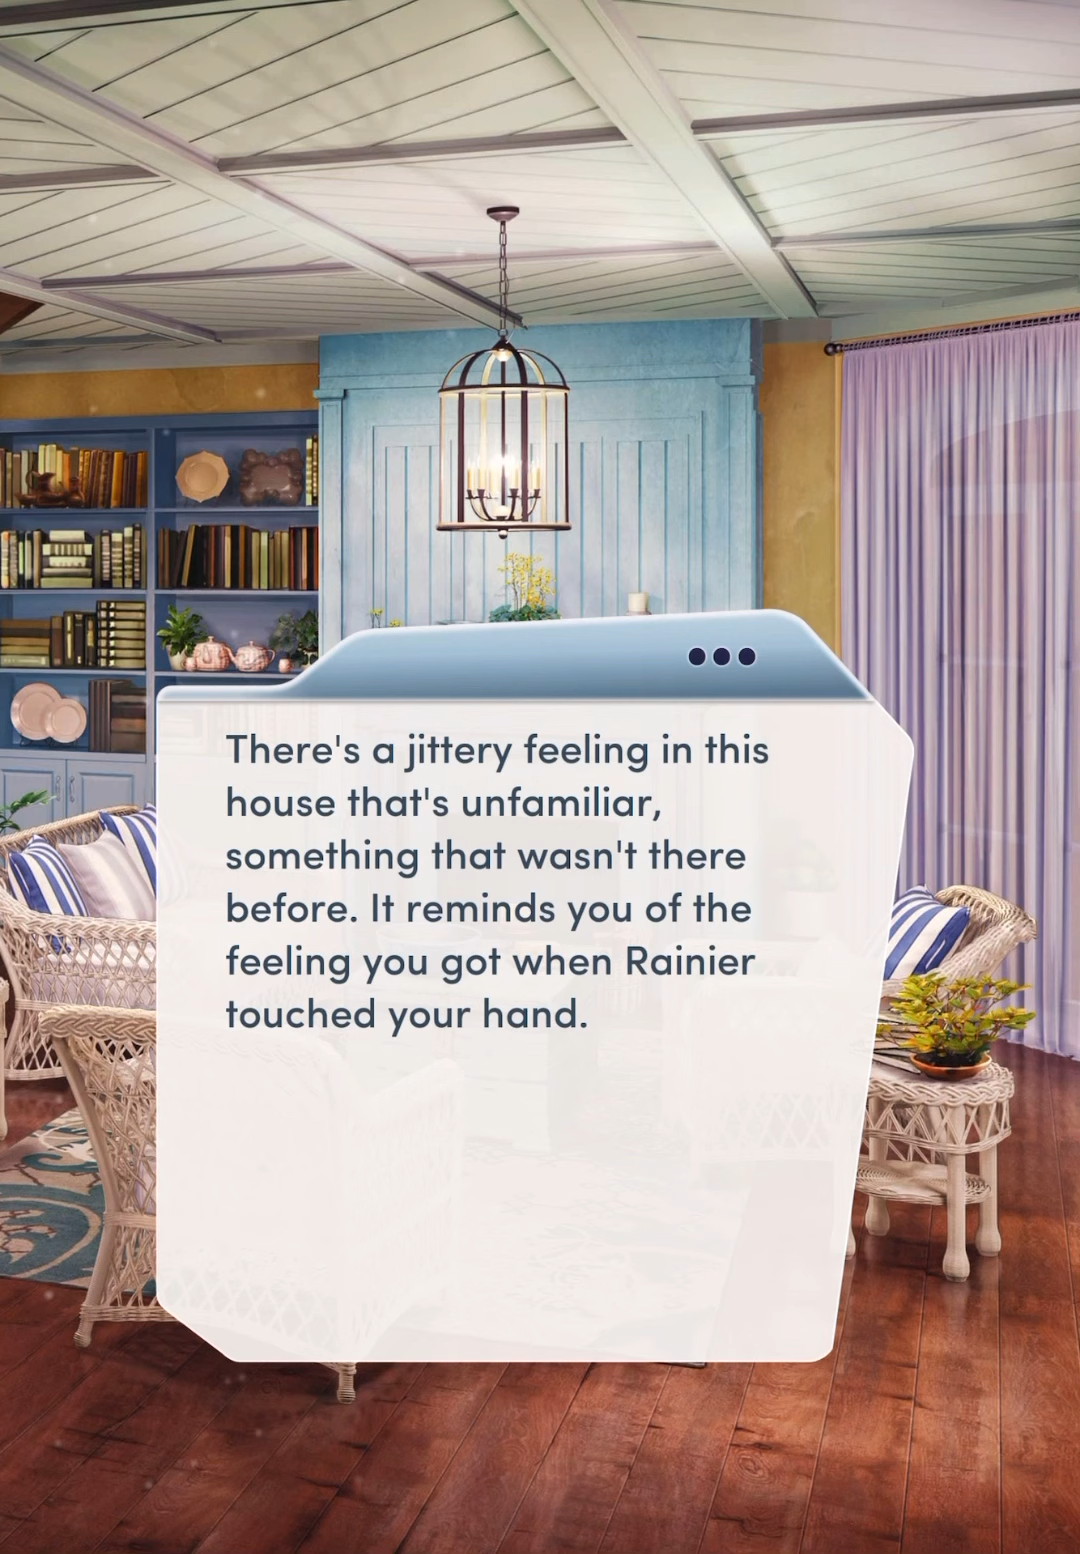 There's a jittery feeling in this
house that's unfamiliar,
something that wasn't there
before. It reminds you of the
feeling you got when Rainier
touched your hand.